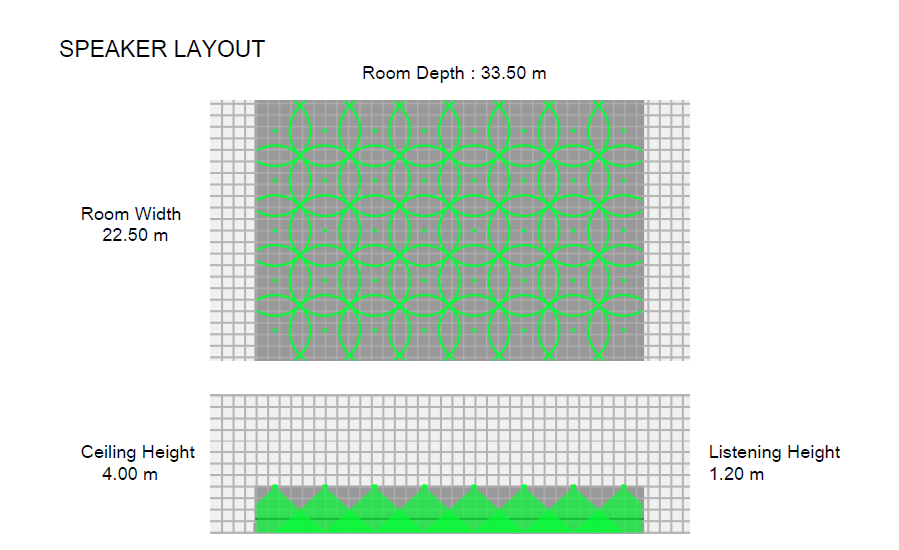 SPEAKER LAYOUT
Room Depth : 33.50 m
Room Width
22.50 m
Ceiling Height
4.00 m
Listening Height
1.20 m